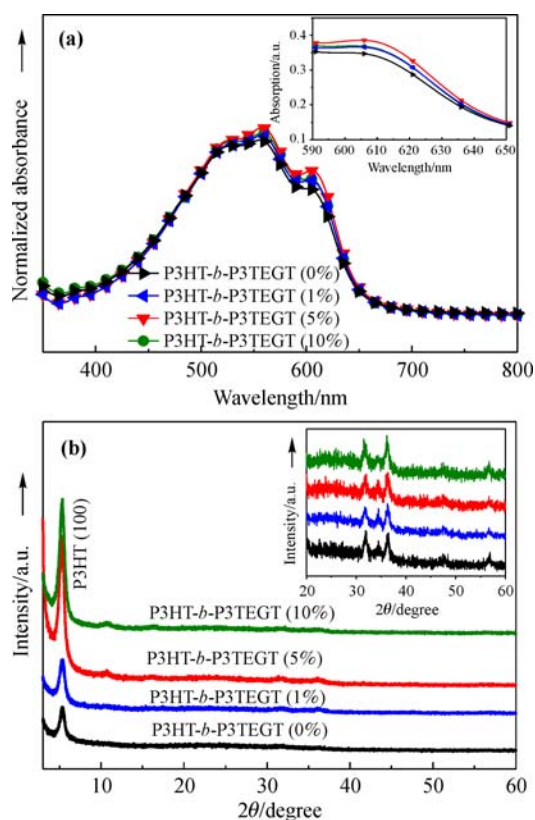 (a)
Normalized absorbance
Absorption/a.u.
0.4
0.3
0.2
0.1
590 600 610 620 630 640 650
Wavelength/nm
P3HT-b-P3TEGT (0%)
P3HT-b-P3TEGT (1%)
P3HT-b-P3TEGT (5%)
P3HT-b-P3TEGT (10%)
400 500 600 700 800
Wavelength/nm
(b)
Intensity/a.u.
P3HT (100)
Intensity/a.u.
20 30 40 50 60
2θ/degree
P3HT-b-P3TEGT (10%)
P3HT-b-P3TEGT (5%)
P3HT-b-P3TEGT (1%)
P3HT-b-P3TEGT (0%)
10 20 30 40 50 60
2θ/degree